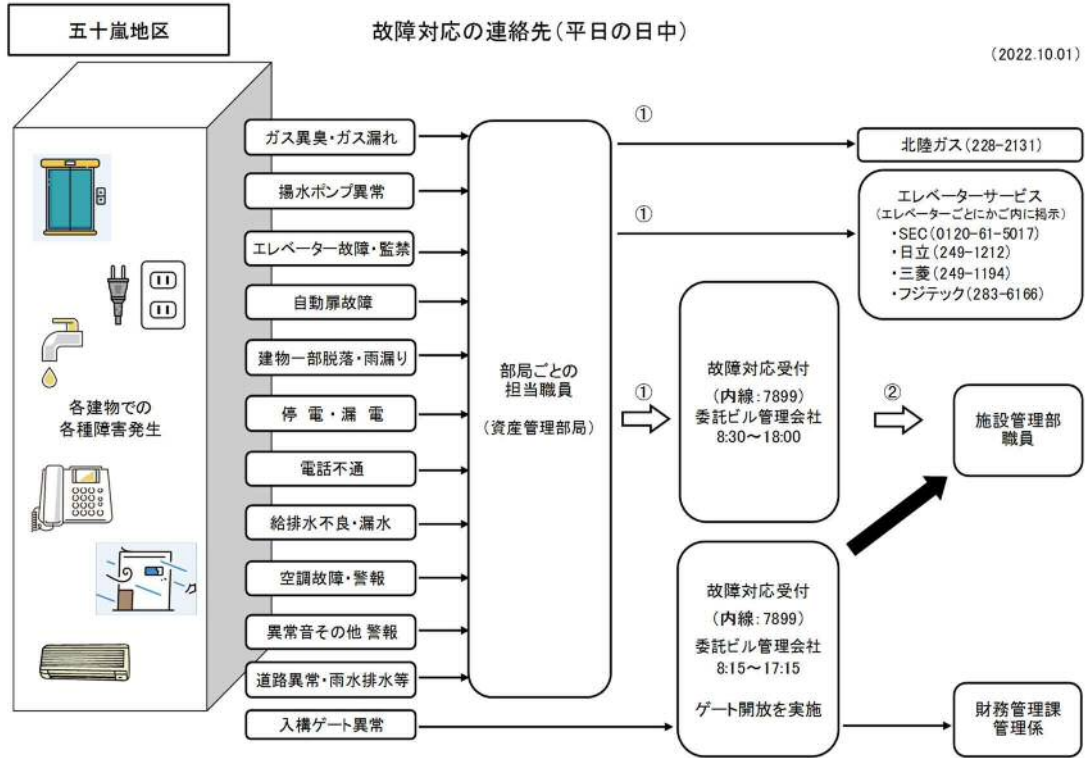 五十嵐地区
故障対応の連絡先(平日の日中)
(2022.10.01)
ガス異臭・ガス漏れ
揚水ポンプ異常
エレベーター故障・監禁
自動扉故障
建物一部脱落・雨漏り
停 電・漏 電
電話不通
給排水不良・漏水
空調故障・警報
異常音その他 警報
道路異常・雨水排水等
入構ゲート異常
各建物での
各種障害発生
部局ごとの
担当職員
(資産管理部局)
①
北陸ガス(228-2131)
①
エレベーターサービス
(エレベーターごとにかご内に掲示)
・SEC(0120-61-5017)
・日立(249-1212)
・三菱(249-1194)
・フジテック(283-6166)
①
故障対応受付
(内線:7899)
委託ビル管理会社
8:30~18:00
②
施設管理部
職員
故障対応受付
(内線:7899)
委託ビル管理会社
8:15~17:15
ゲート開放を実施
財務管理課
管理係